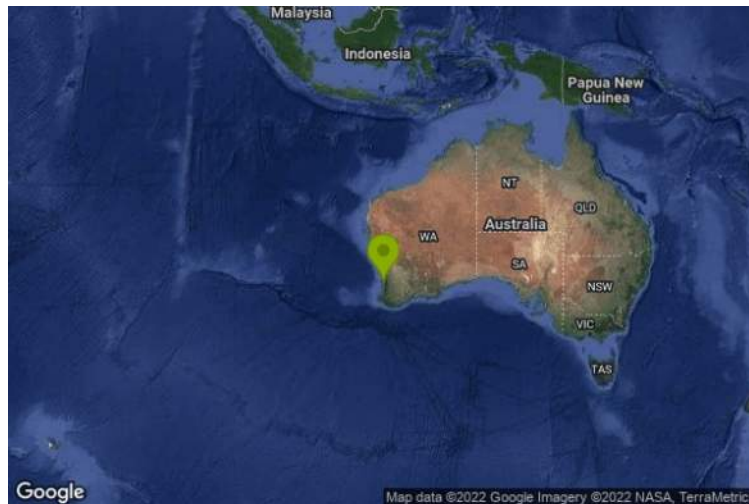 Malaysia
Indonesia
Papua New
Guinea
NT
QLD
Australia
WA
SA
NSW
VIC
TAS
Google
Map data ©2022 Google Imagery ©2022 NASA, TerraMetric